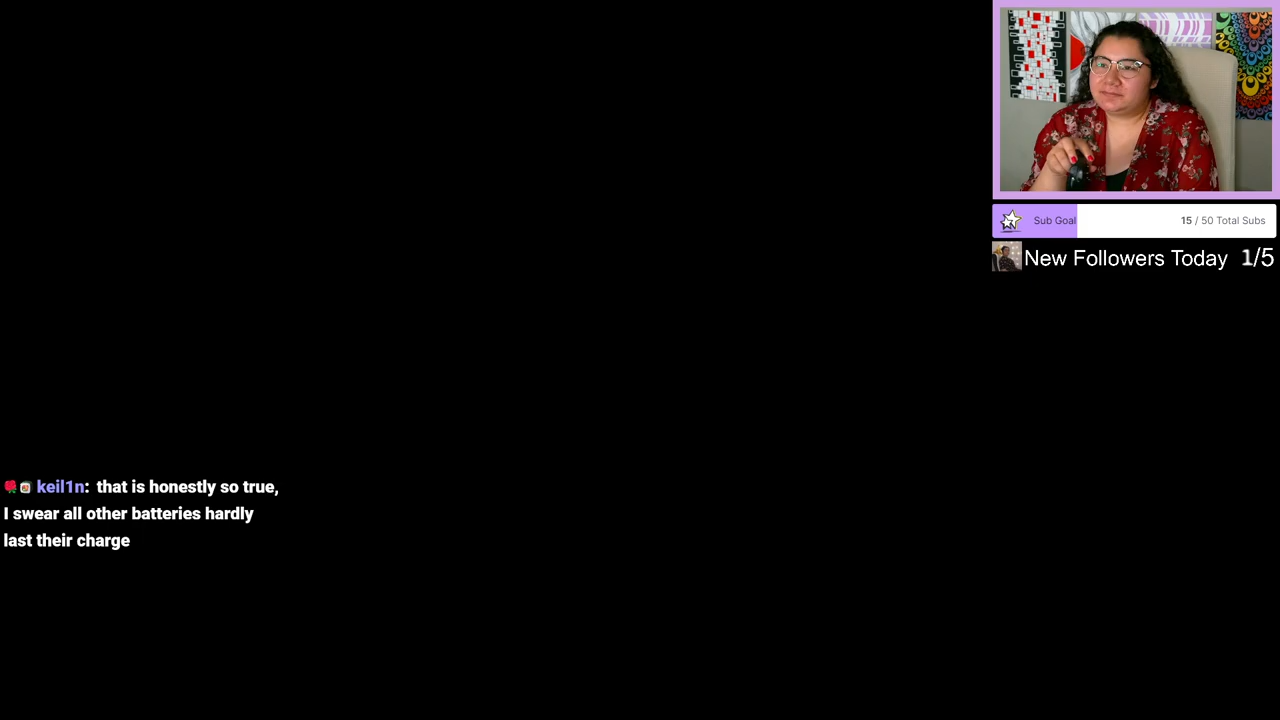 Sub Goal 15 / 50 Total Subs
New Followers Today 1/5
keil1n: that is honestly so true,
I swear all other batteries hardly
last their charge